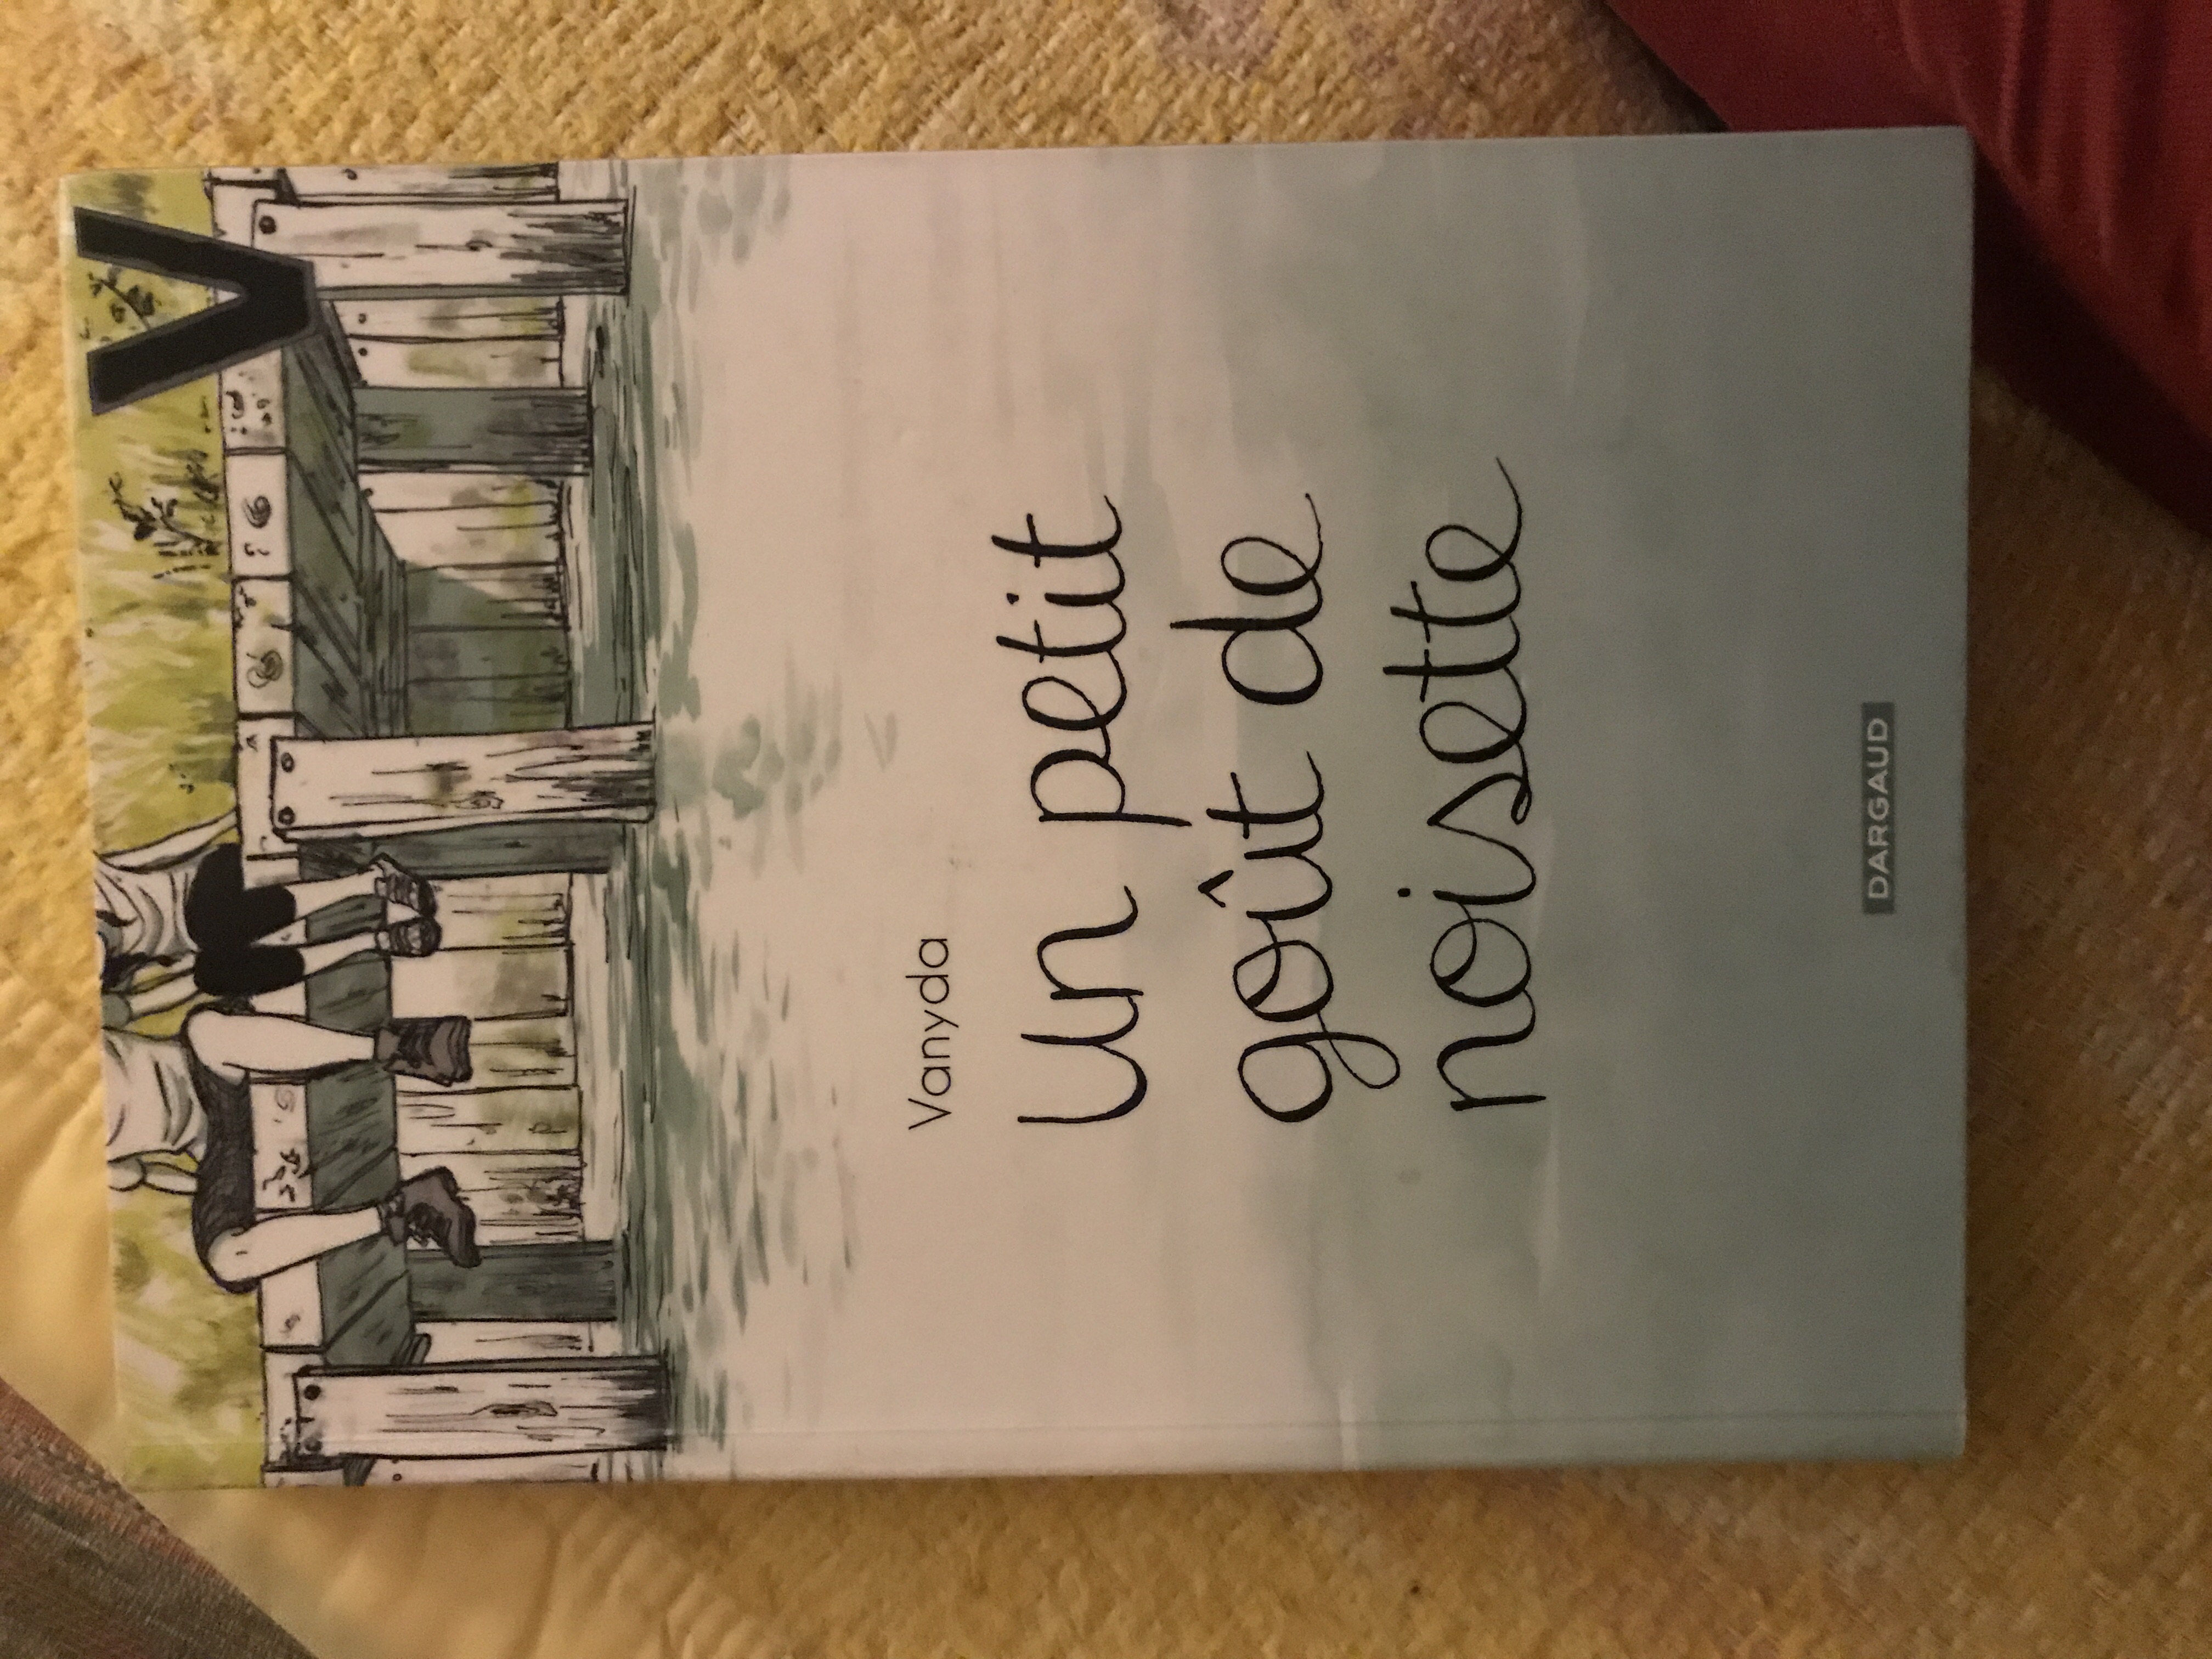 V
Vanyda
un petit
goût de
noisette
DARGAUD